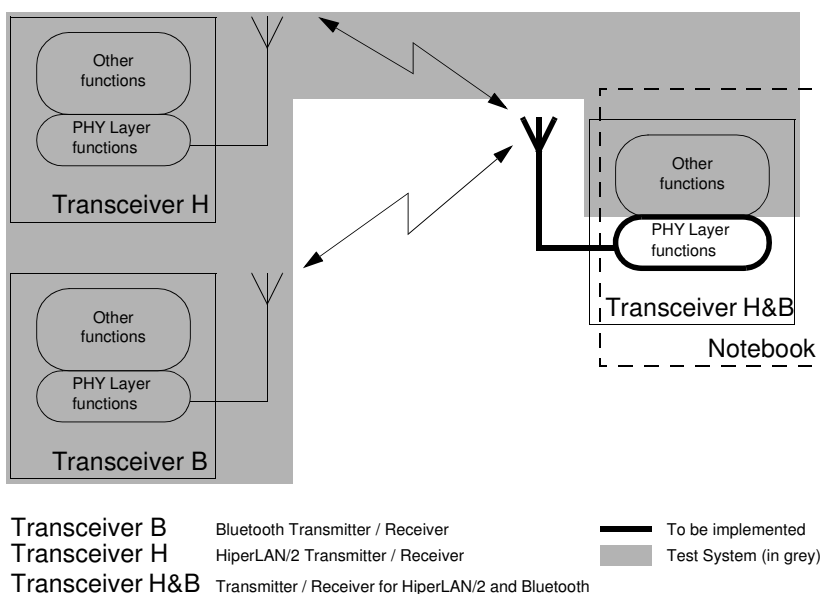 Other
functions
PHY Layer
functions
Transceiver H
Other
functions
PHY Layer
functions
Transceiver H&B
Notebook
Other
functions
PHY Layer
functions
Transceiver B
Transceiver B Bluetooth Transmitter / Receiver
Transceiver H HiperLAN/2 Transmitter / Receiver
Transceiver H&B Transmitter / Receiver for HiperLAN/2 and Bluetooth
To be implemented
Test System (in grey)